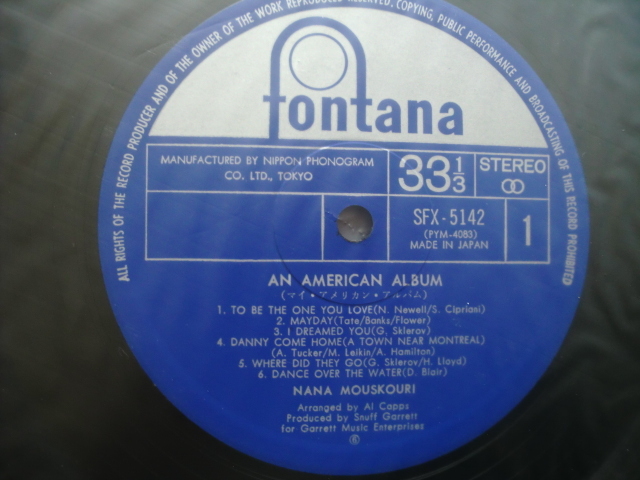 ALL RIGHTS OF THE RECORD PRODUCER AND OF THE OWNER OF THE WORK REPRODUCED RESERVED, COPYING, PUBLIC PERFORMANCE AND BROADCASTING OF THIS RECORD PROHIBITED
fontana
MANUFACTURED BY NIPPON PHONOGRAM
CO. LTD., TOKYO
33 1/3
STEREO
SFX-5142
(PYM-4083)
MADE IN JAPAN
1
AN AMERICAN ALBUM
(マイ・アメリカン・アルバム)
1. TO BE THE ONE YOU LOVE(N. Newell/S. Cipriani)
2. MAYDAY(Tate/Banks/Flower)
3. I DREAMED YOU(G. Sklerov)
4. DANNY COME HOME(A TOWN NEAR MONTREAL)
(A. Tucker/M. Leikin/A. Hamilton)
5. WHERE DID THEY GO(G. Sklerov/H. Lloyd)
6. DANCE OVER THE WATER(D. Blair)
NANA MOUSKOURI
Arranged by Al Capps
Produced by Snuff Garrett
for Garrett Music Enterprises
Ⓟ